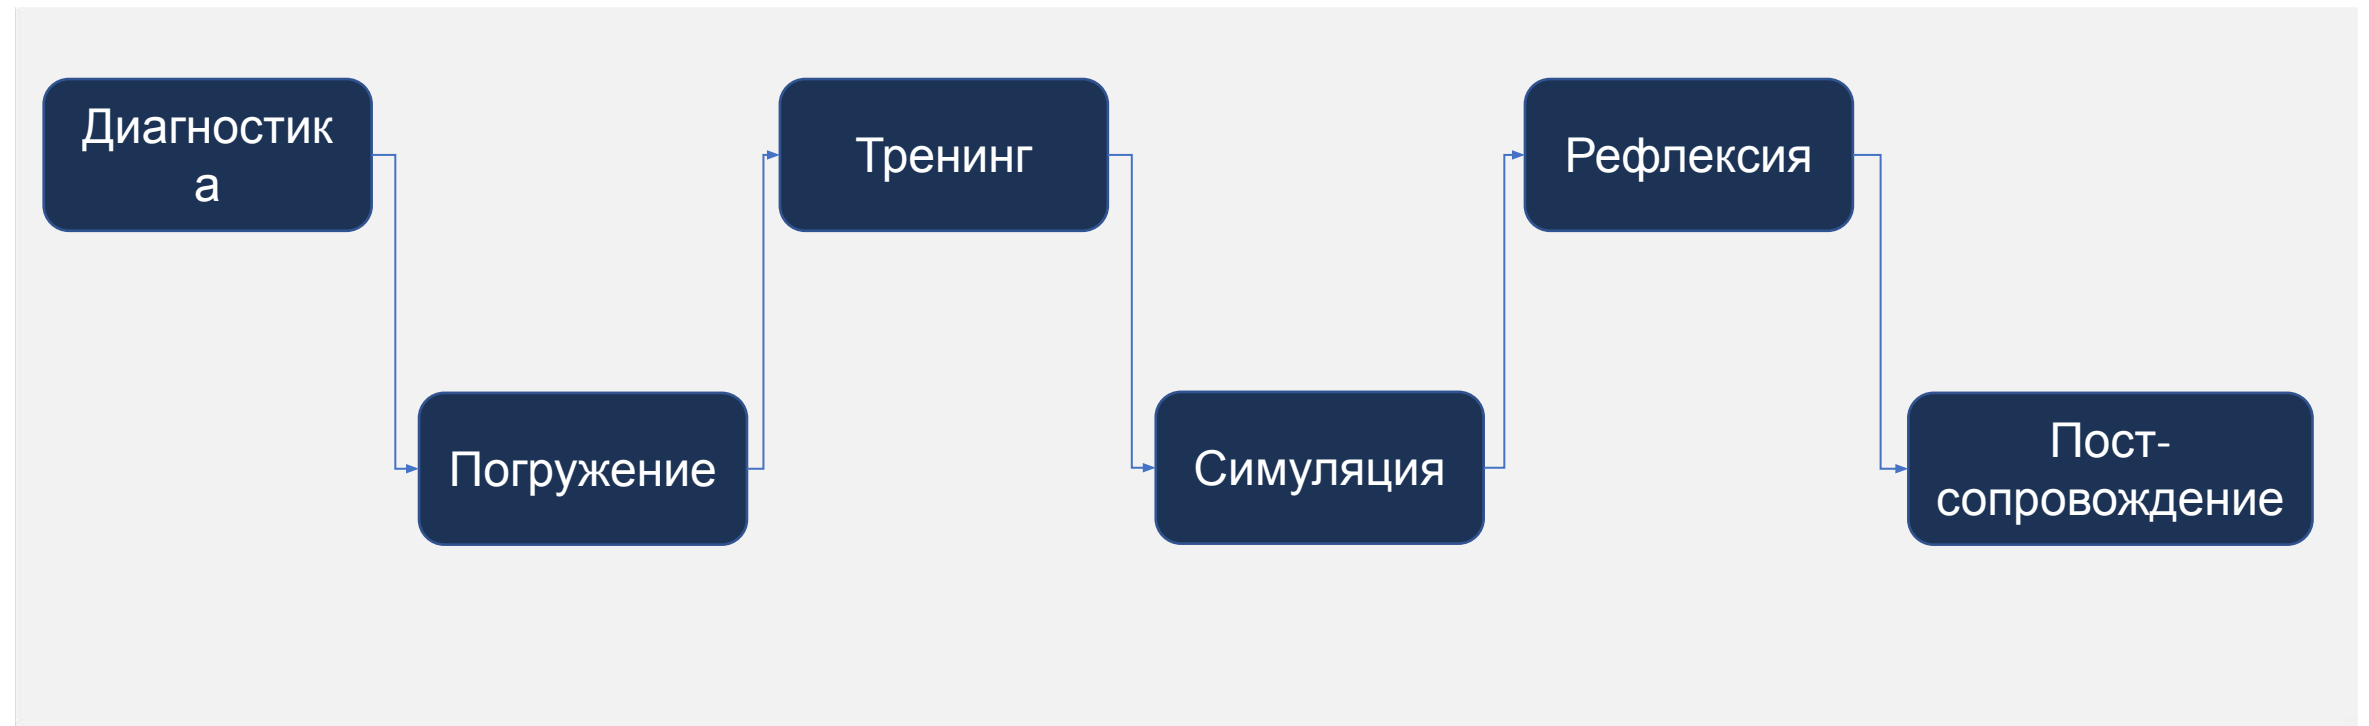 Диагностик
а
Погружение
Тренинг
Симуляция
Рефлексия
Пост-
сопровождение